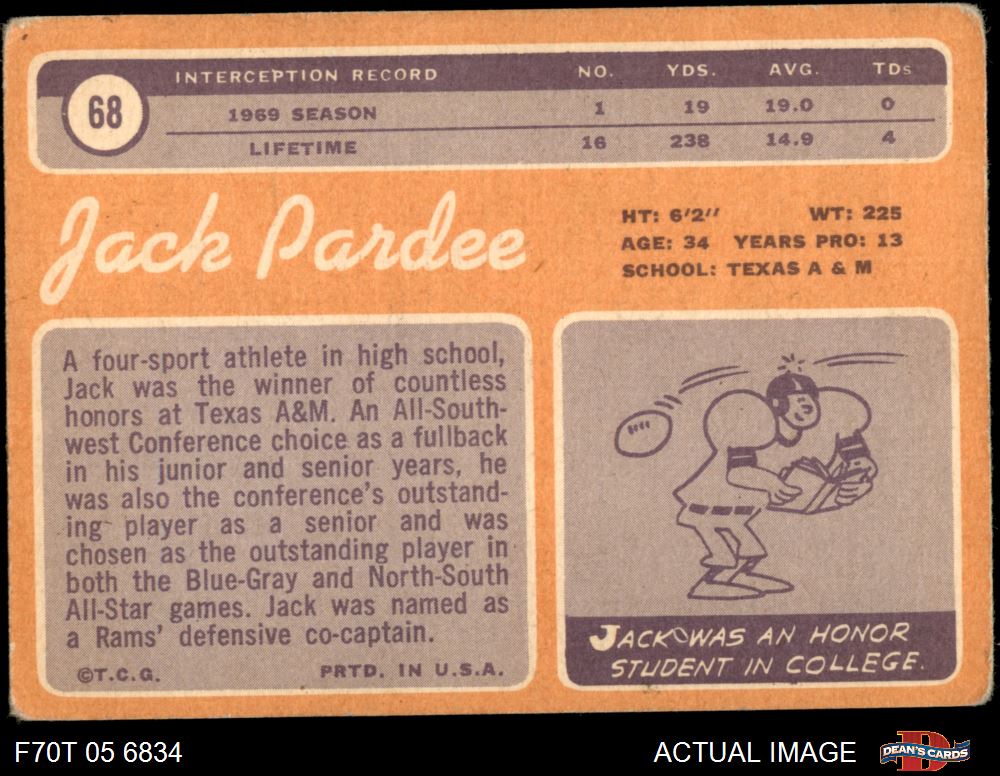 68
INTERCEPTION RECORD NO. YDS. AVG. TDs
1969 SEASON 1 19 19.0 0
LIFETIME 16 238 14.9 4
Jack Pardee
HT: 6'2" WT: 225
AGE: 34 YEARS PRO: 13
SCHOOL: TEXAS A & M
A four-sport athlete in high school,
Jack was the winner of countless
honors at Texas A&M. An All-South-
west Conference choice as a fullback
in his junior and senior years, he
was also the conference's outstand-
ing player as a senior and was
chosen as the outstanding player in
both the Blue-Gray and North-South
All-Star games. Jack was named as
a Rams' defensive co-captain.
©T.C.G. PRTD. IN U.S.A.
JACK WAS AN HONOR
STUDENT IN COLLEGE.
F70T 05 6834 ACTUAL IMAGE DEAN'S CARDS